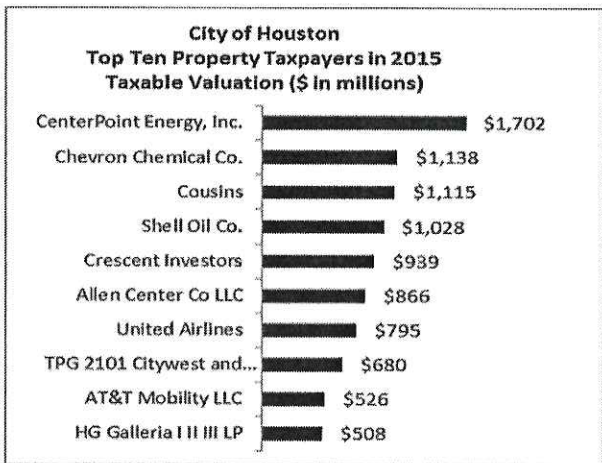 City of Houston
Top Ten Property Taxpayers in 2015
Taxable Valuation ($ in millions)
CenterPoint Energy, Inc. $1,702
Chevron Chemical Co. $1,138
Cousins $1,115
Shell Oil Co. $1,028
Crescent Investors $939
Allen Center Co LLC $866
United Airlines $795
TPG 2101 Citywest and... $680
AT&T Mobility LLC $526
HG Galleria I II III LP $508